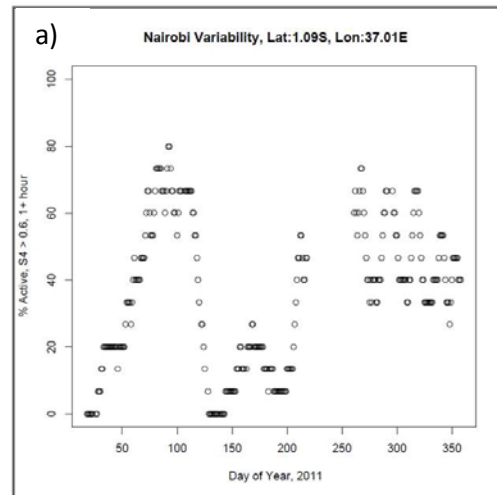 a)
Nairobi Variability, Lat:1.09S, Lon:37.01E
% Active, S4 > 0.6, 1+ hour
100
80
60
40
20
0
50 100 150 200 250 300 350
Day of Year, 2011